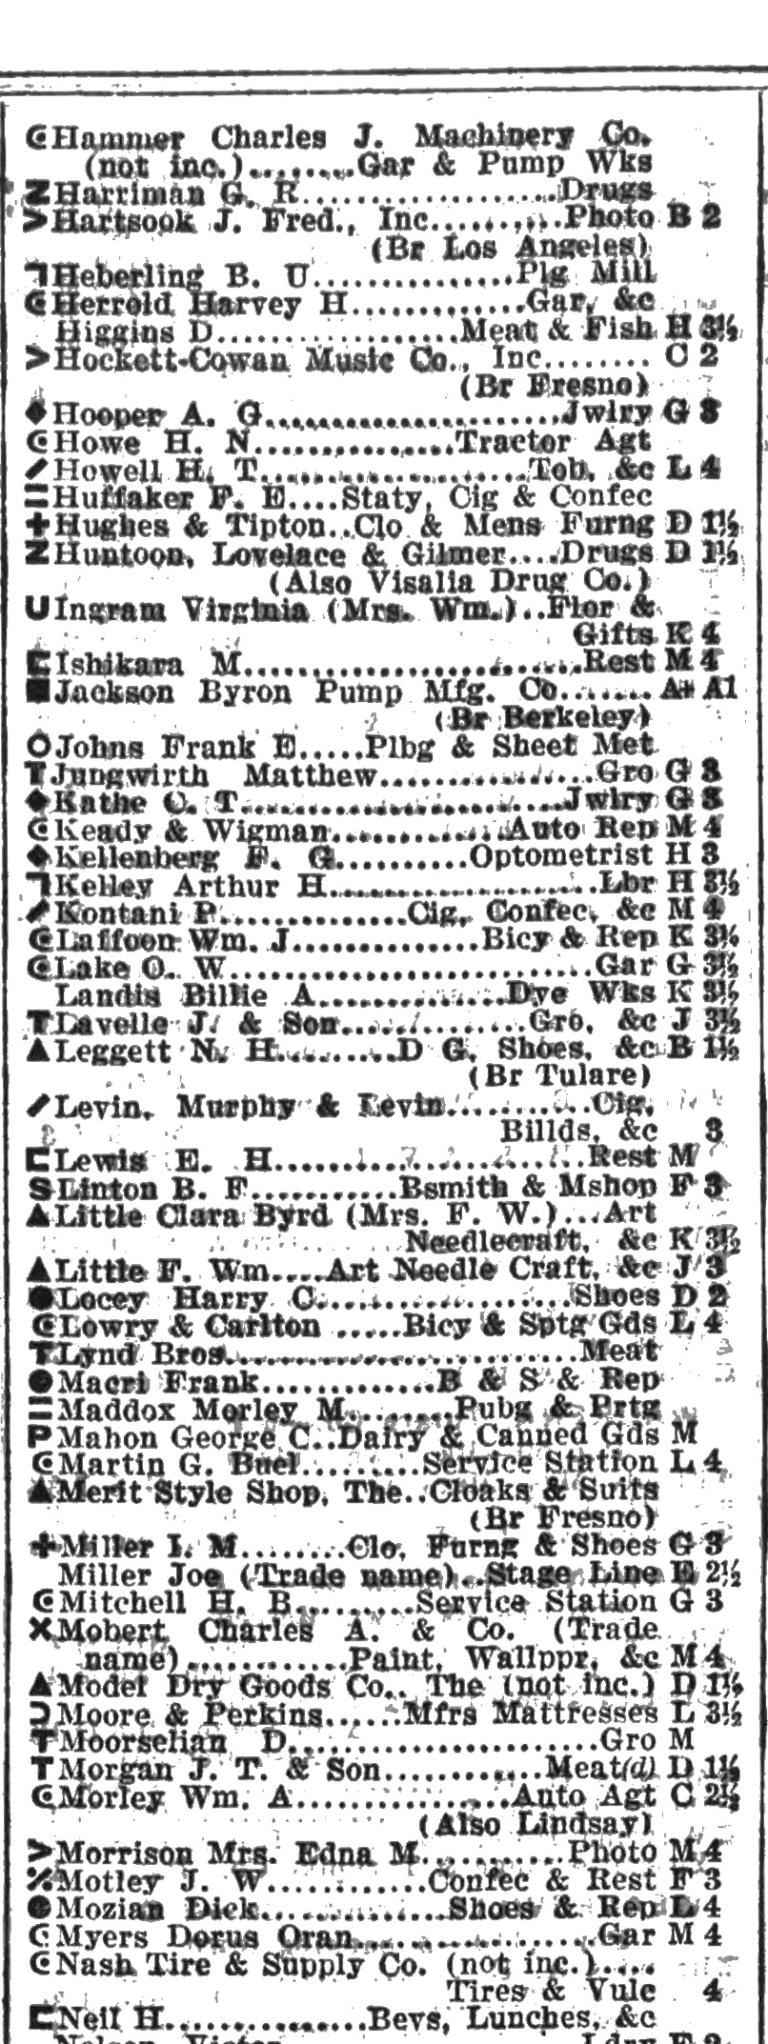 Hammer Charles J. Machinery Co.
(not inc.)........Gar & Pump Wks
Harriman G. R....................Drugs
Hartsook J. Fred., Inc.........Photo B 2
(Br Los Angeles)
Heberling B. U...............Plg Mill
Herrold Harvey H.............Gar, &c
Higgins D...................Meat & Fish H 3½
Hockett-Cowan Music Co., Inc........ C 2
(Br Fresno)
Hooper A. G........................Jwlry G 3
Howe H. N...............Tractor Agt
Howell H. T......................Tob, &c L 4
Huffaker F. E....Staty, Cig & Confec
Hughes & Tipton..Clo & Mens Furng D 1½
Huntoon, Lovelace & Gilmer....Drugs D 1½
(Also Visalia Drug Co.)
Ingram Virginia (Mrs. Wm.)..Flor &
Gifts K 4
Ishikara M..........................Rest M 4
Jackson Byron Pump Mfg. Co....... A+ A1
(Br Berkeley)
Johns Frank E.....Plbg & Sheet Met
Jungwirth Matthew................Gro G 3
Kathe O. T........................Jwlry G 3
Keady & Wigman.............Auto Rep M 4
Kellenberg F. G..........Optometrist H 3
Kelley Arthur H....................Lbr H 3½
Kontani P..............Cig, Confec, &c M 4
Laffoon Wm. J..............Bicy & Rep K 3½
Lake O. W...........................Gar G 3½
Landis Billie A..............Dye Wks K 3½
Lavelle J. & Son..............Gro, &c J 3½
Leggett N. H.........D G, Shoes, &c B 1½
(Br Tulare)
Levin, Murphy & Levin..........Cig,
Billds, &c 3
Lewis E. H.......................Rest M
Linton B. F...........Bsmith & Mshop F 3
Little Clara Byrd (Mrs. F. W.)...Art
Needlecraft, &c K 3½
Little F. Wm....Art Needle Craft, &c J 3
Locey Harry C...................Shoes D 2
Lowry & Carlton .....Bicy & Sptg Gds L 4
Lynd Bros..........................Meat
Macri Frank.............B & S & Rep
Maddox Morley M.........Pubg & Prtg
Mahon George C..Dairy & Canned Gds M
Martin G. Buel.........Service Station L 4
Merit Style Shop, The..Cloaks & Suits
(Br Fresno)
Miller I. M........Clo, Furng & Shoes G 3
Miller Joe (Trade name)..Stage Line E 2½
Mitchell H. B.........Service Station G 3
Mobert Charles A. & Co. (Trade
name)............Paint, Wallppr, &c M 4
Model Dry Goods Co., The (not inc.) D 1½
Moore & Perkins......Mfrs Mattresses L 3½
Moorselian D.......................Gro M
Morgan J. T. & Son............Meat(d) D 1½
Morley Wm. A................Auto Agt C 2½
(Also Lindsay)
Morrison Mrs. Edna M..........Photo M 4
Motley J. W............Confec & Rest F 3
Mozian Dick..............Shoes & Rep L 4
Myers Dorus Oran..................Gar M 4
Nash Tire & Supply Co. (not inc.)....
Tires & Vulc 4
Neil H...............Bevs, Lunches, &c